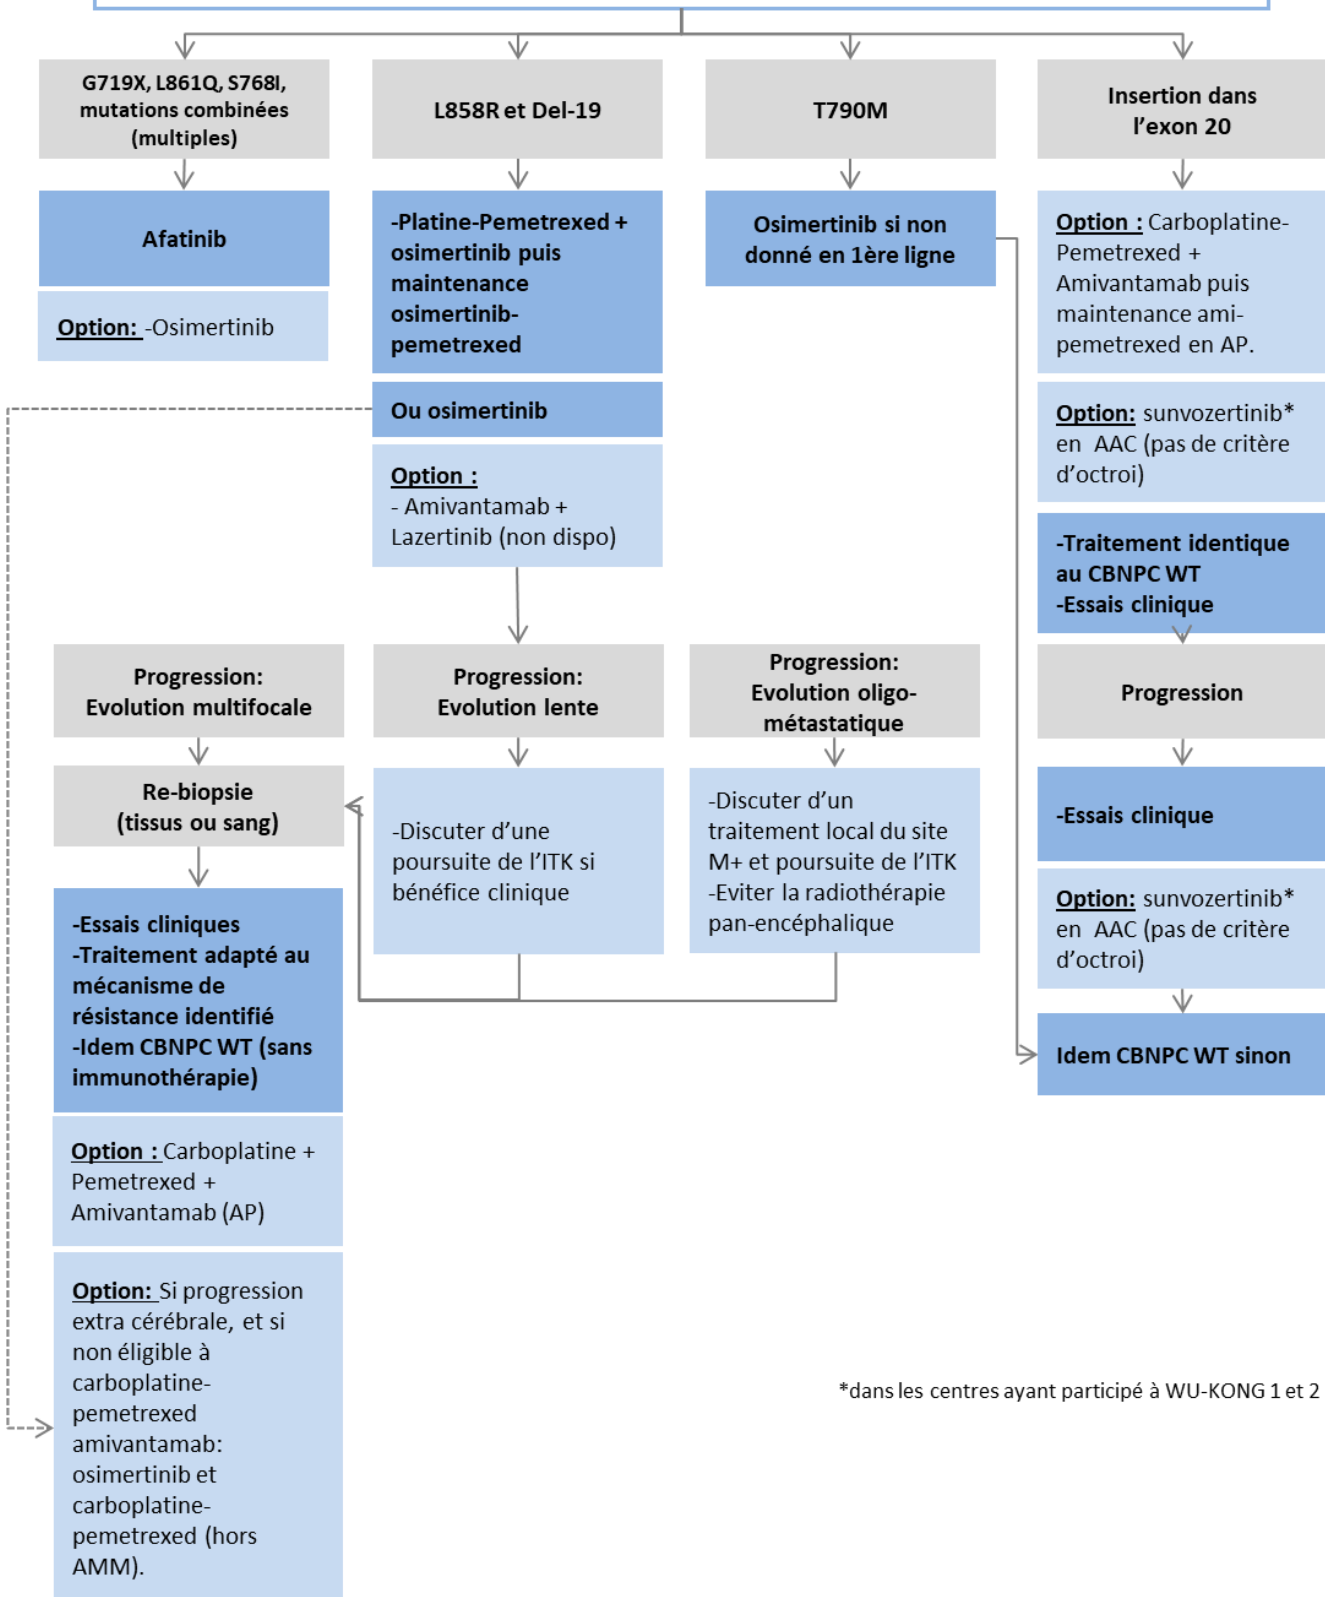 G719X, L861Q, S768I,
mutations combinées
(multiples)
L858R et Del-19
T790M
Insertion dans
l'exon 20
Afatinib
Option: -Osimertinib
-Platine-Pemetrexed +
osimertinib puis
maintenance
osimertinib-
pemetrexed
Ou osimertinib
Option :
- Amivantamab +
Lazertinib (non dispo)
Osimertinib si non
donné en 1ère ligne
Option : Carboplatine-
Pemetrexed +
Amivantamab puis
maintenance ami-
pemetrexed en AP.
Option: sunvozertinib*
en AAC (pas de critère
d'octroi)
-Traitement identique
au CBNPC WT
-Essais clinique
Progression:
Evolution multifocale
Progression:
Evolution lente
Progression:
Evolution oligo-
métastatique
Progression
Re-biopsie
(tissus ou sang)
-Discuter d'une
poursuite de l'ITK si
bénéfice clinique
-Discuter d'un
traitement local du site
M+ et poursuite de l'ITK
-Eviter la radiothérapie
pan-encéphalique
-Essais clinique
Option: sunvozertinib*
en AAC (pas de critère
d'octroi)
Idem CBNPC WT sinon
-Essais cliniques
-Traitement adapté au
mécanisme de
résistance identifié
-Idem CBNPC WT (sans
immunothérapie)
Option : Carboplatine +
Pemetrexed +
Amivantamab (AP)
Option: Si progression
extra cérébrale, et si
non éligible à
carboplatine-
pemetrexed
amivantamab:
osimertinib et
carboplatine-
pemetrexed (hors
AMM).
*dans les centres ayant participé à WU-KONG 1 et 2